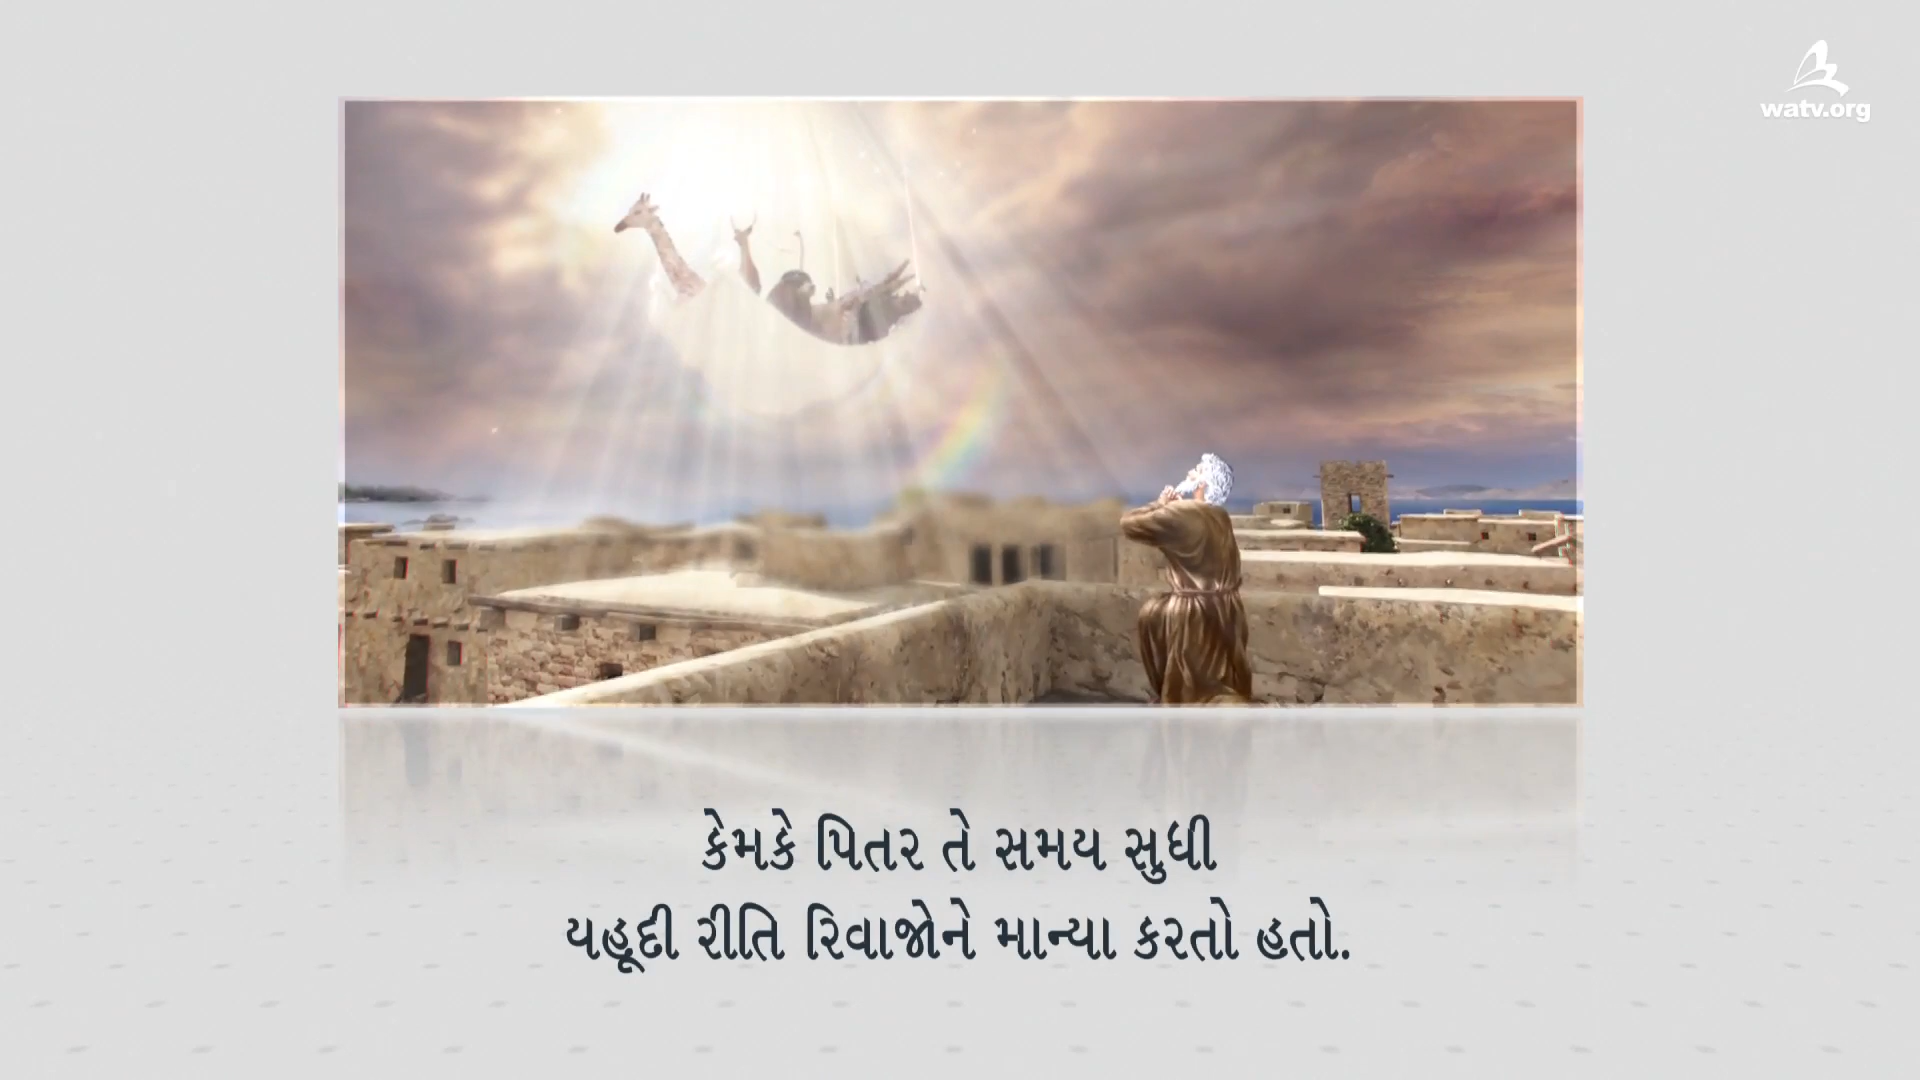 watv.org
કેમકે પિતર તે સમય સુધી
યહૂદી રીતિ રિવાજોને માન્યા કરતો હતો.